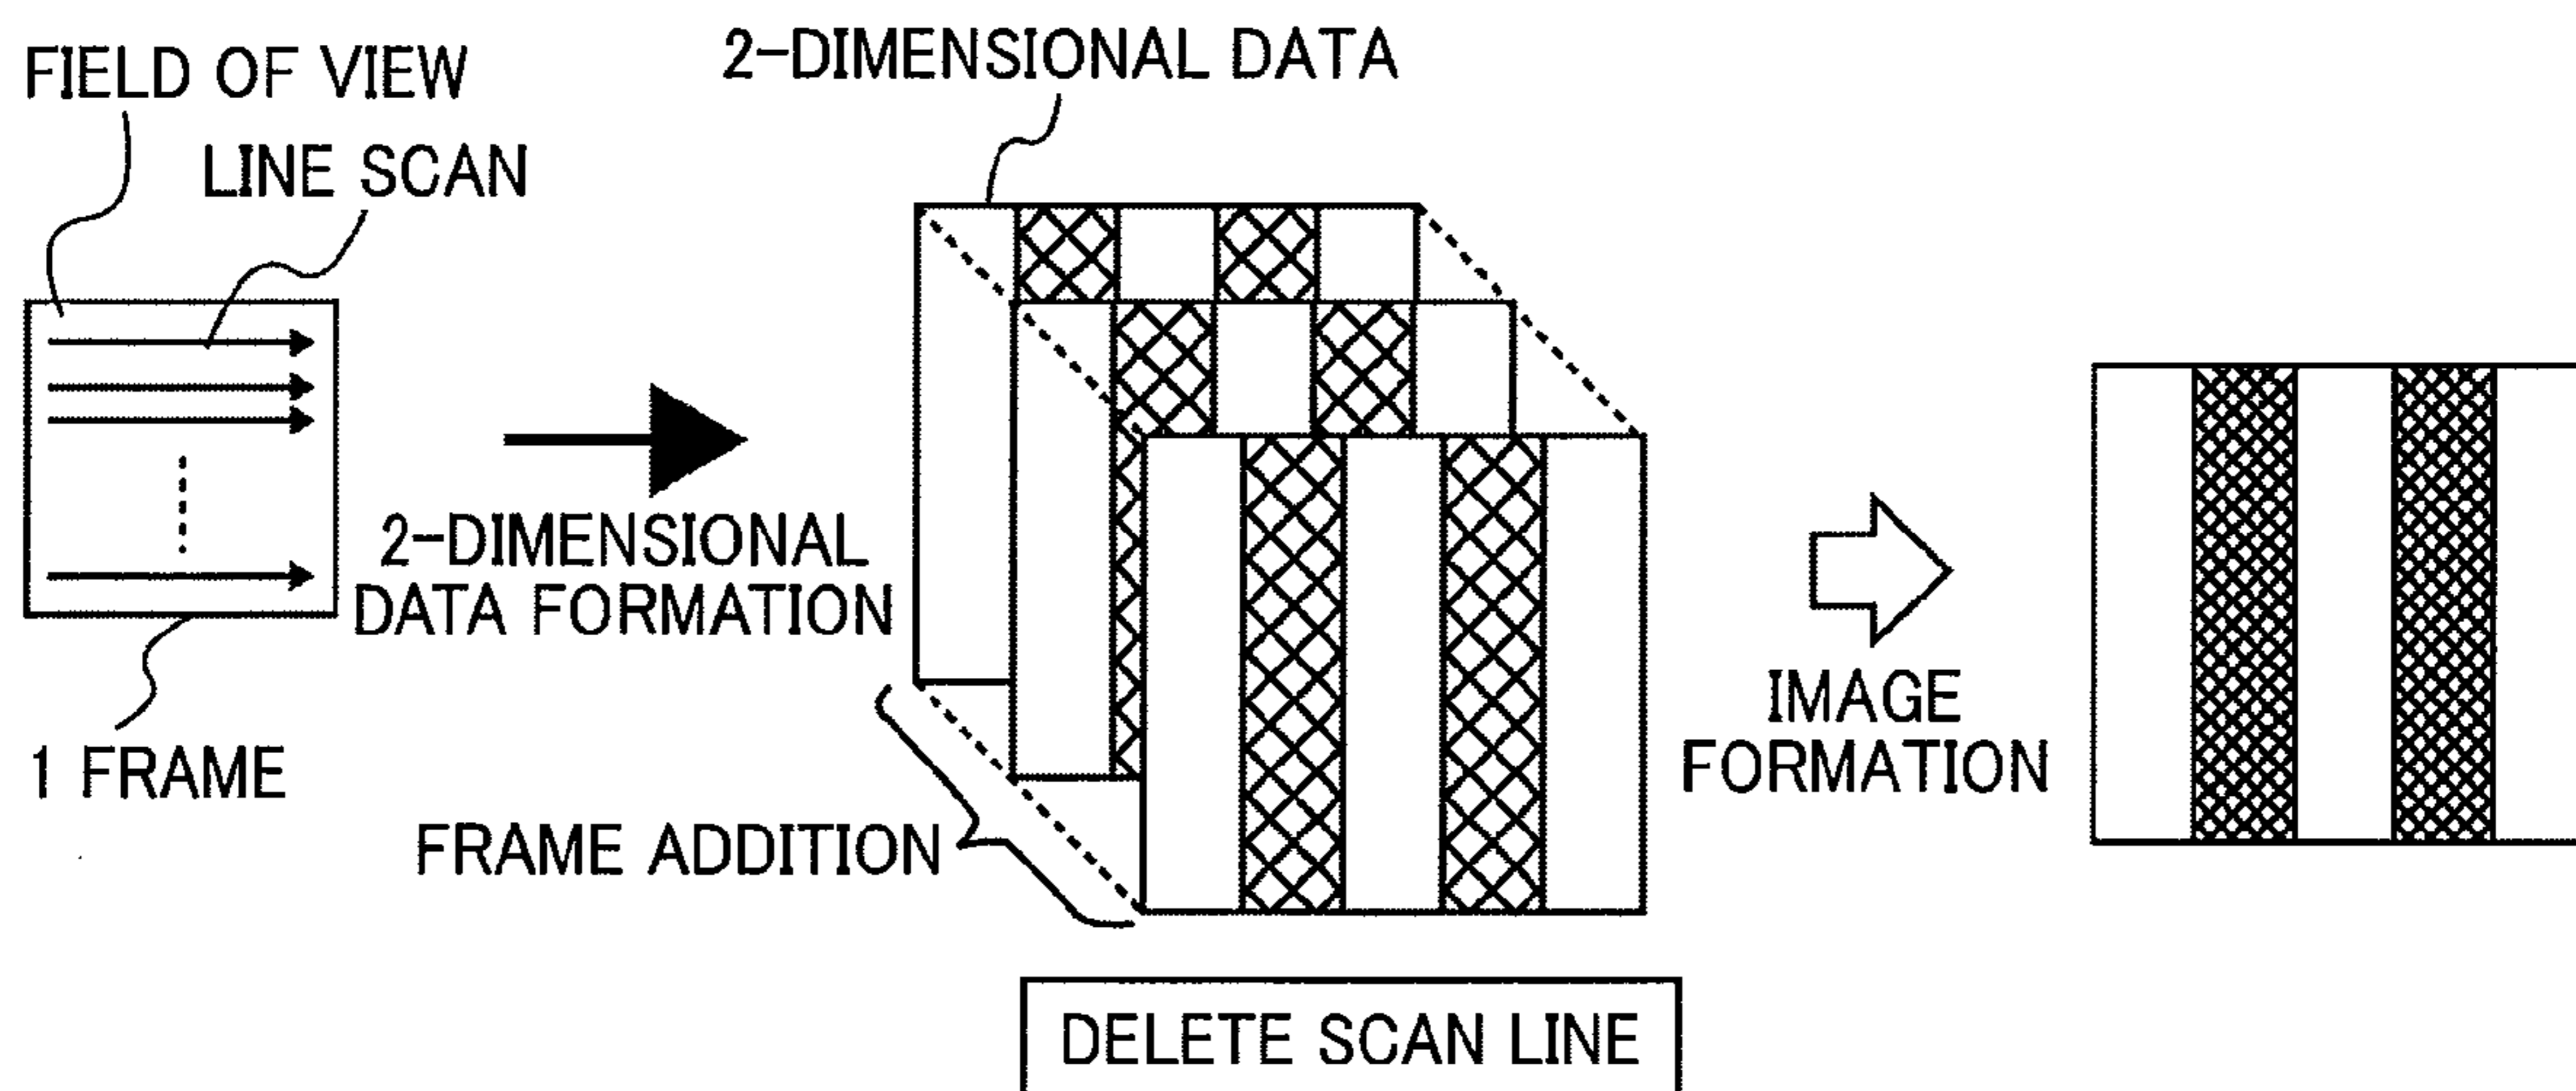 FIELD OF VIEW
LINE SCAN
1 FRAME
2-DIMENSIONAL
DATA FORMATION
2-DIMENSIONAL DATA
FRAME ADDITION
DELETE SCAN LINE
IMAGE
FORMATION